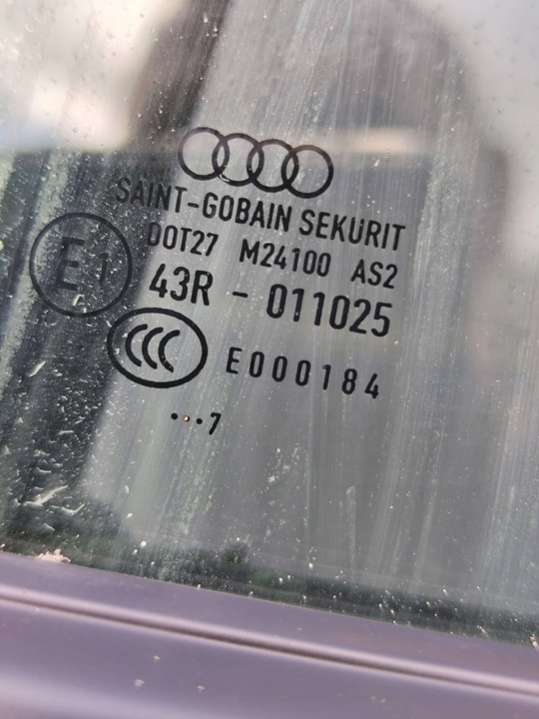 SAINT-GOBAIN SEKURIT
DOT27 M24100 AS2
E1
43R - 011025
CCC
E000184
•••7